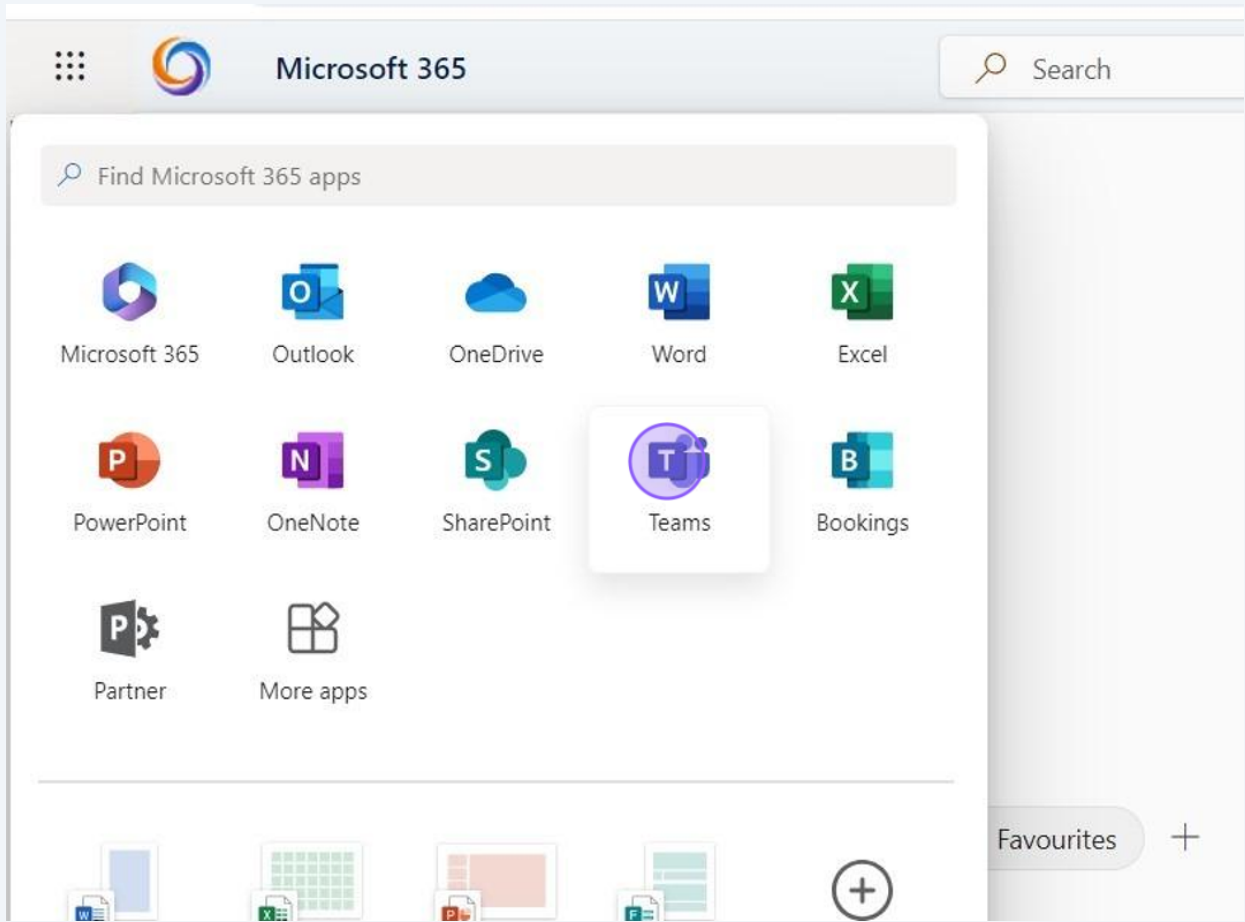 Microsoft 365
Search
Find Microsoft 365 apps
O
W
X
Microsoft 365
Outlook
OneDrive
Word
Excel
P
N
S
T
B
PowerPoint
OneNote
SharePoint
Teams
Bookings
P
Partner
More apps
Favourites
W
X
P
F